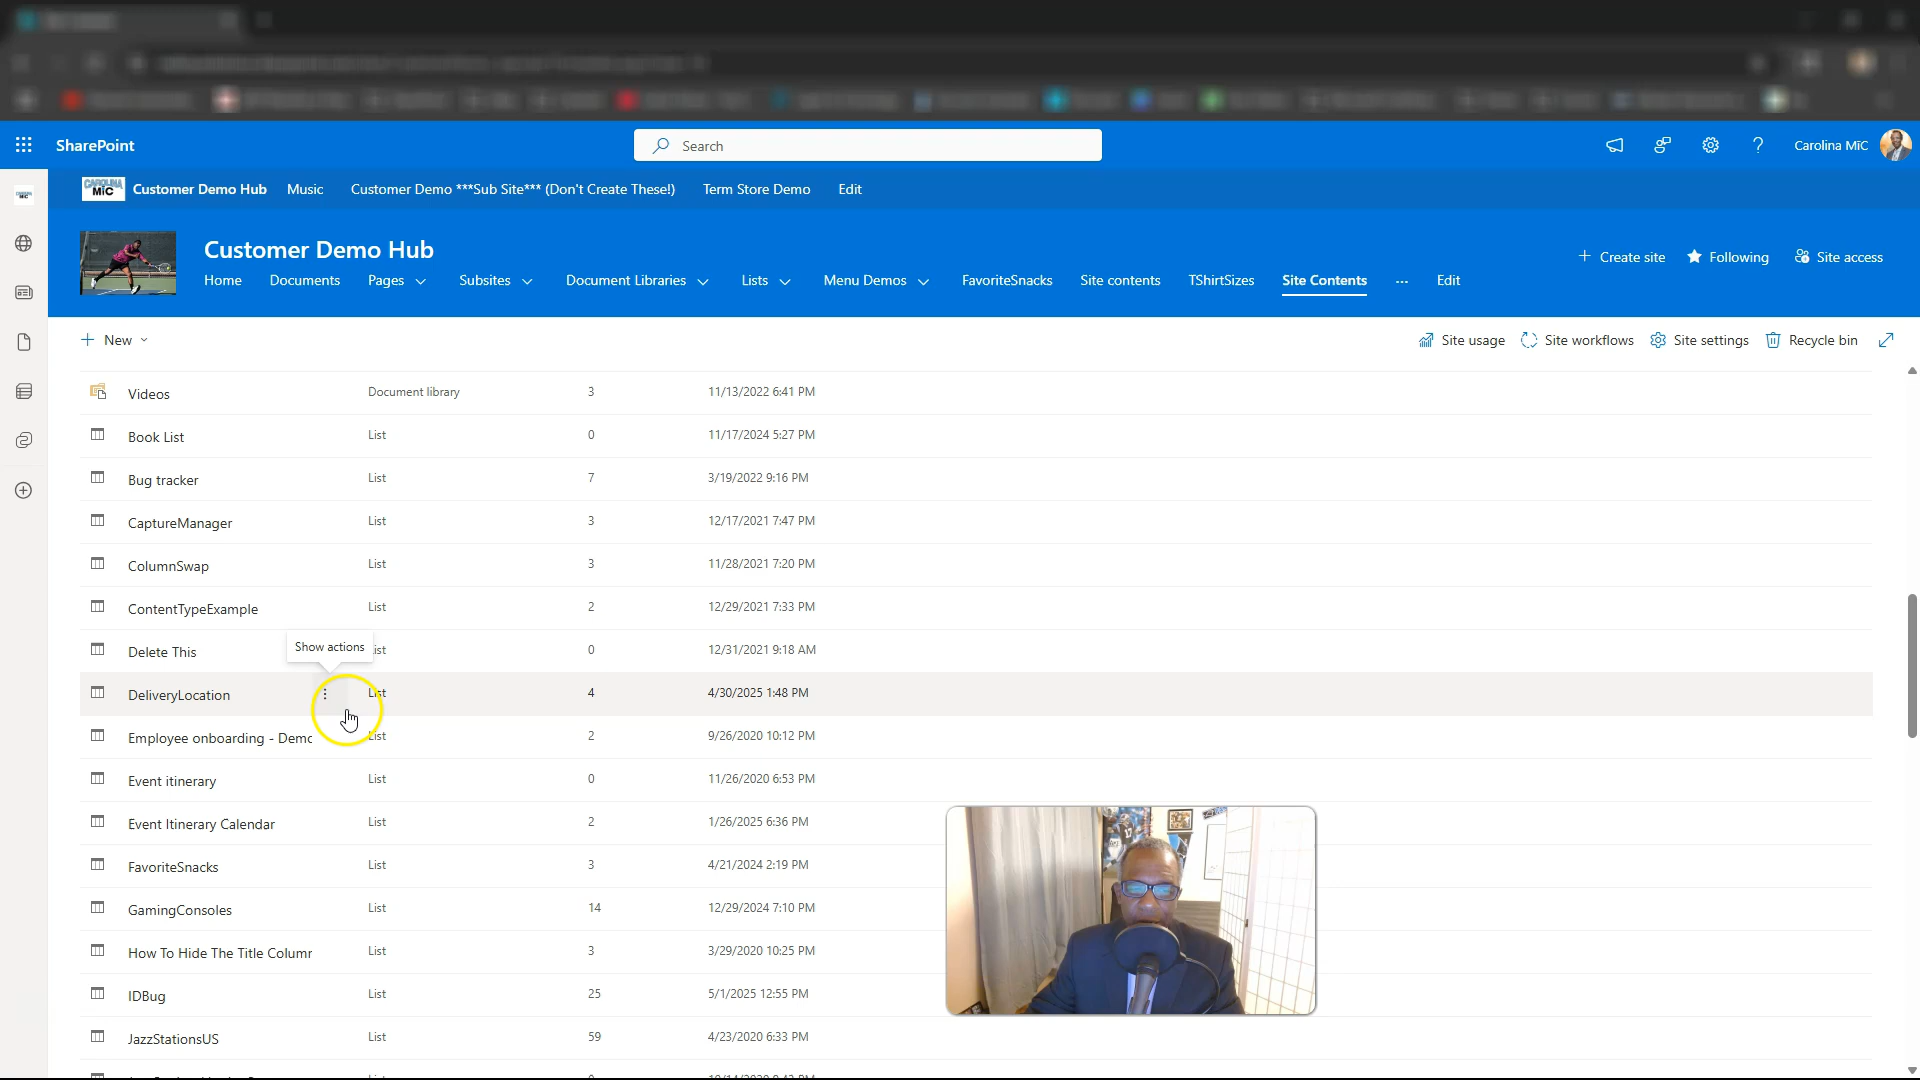 SharePoint
Search
Carolina MiC
CAROLINA
MiC
Customer Demo Hub
Music
Customer Demo ***Sub Site*** (Don't Create These!)
Term Store Demo
Edit
Customer Demo Hub
Create site
Following
Site access
Home
Documents
Pages
Subsites
Document Libraries
Lists
Menu Demos
FavoriteSnacks
Site contents
TShirtSizes
Site Contents
...
Edit
New
Site usage
Site workflows
Site settings
Recycle bin
Videos Document library 3 11/13/2022 6:41 PM
Book List List 0 11/17/2024 5:27 PM
Bug tracker List 7 3/19/2022 9:16 PM
CaptureManager List 3 12/17/2021 7:47 PM
ColumnSwap List 3 11/28/2021 7:20 PM
ContentTypeExample List 2 12/29/2021 7:33 PM
Show actions
Delete This ist 0 12/31/2021 9:18 AM
DeliveryLocation List 4 4/30/2025 1:48 PM
Employee onboarding - Demo List 2 9/26/2020 10:12 PM
Event itinerary List 0 11/26/2020 6:53 PM
Event Itinerary Calendar List 2 1/26/2025 6:36 PM
FavoriteSnacks List 3 4/21/2024 2:19 PM
GamingConsoles List 14 12/29/2024 7:10 PM
How To Hide The Title Column List 3 3/29/2020 10:25 PM
IDBug List 25 5/1/2025 12:55 PM
JazzStationsUS List 59 4/23/2020 6:33 PM